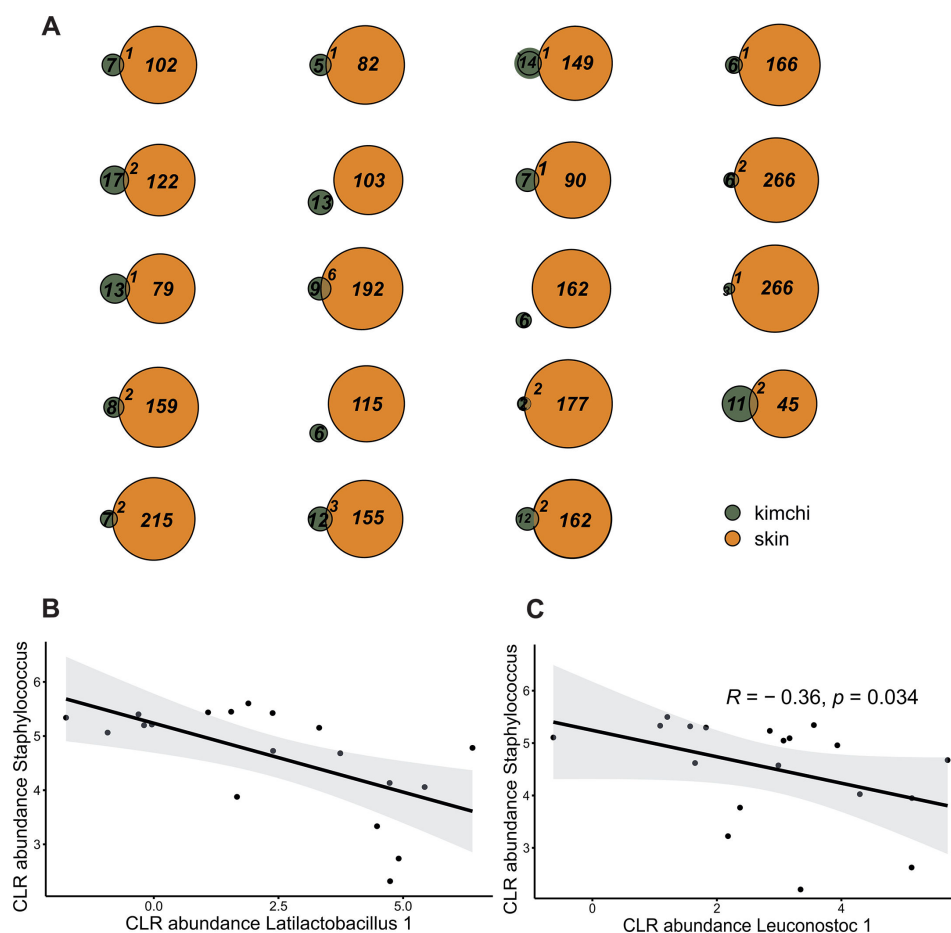 A
7 1 102
5 1 82
14 1 149
6 1 166
17 2 122
13 103
7 1 90
6 2 266
13 1 79
9 6 192
6 162
3 1 266
8 2 159
6 115
2 2 177
11 2 45
7 2 215
12 3 155
12 2 162
kimchi
skin
B
CLR abundance Staphylococcus
6
5
4
3
0.0 2.5 5.0
CLR abundance Latilactobacillus 1
C
CLR abundance Staphylococcus
R = − 0.36, p = 0.034
6
5
4
3
0 2 4
CLR abundance Leuconostoc 1